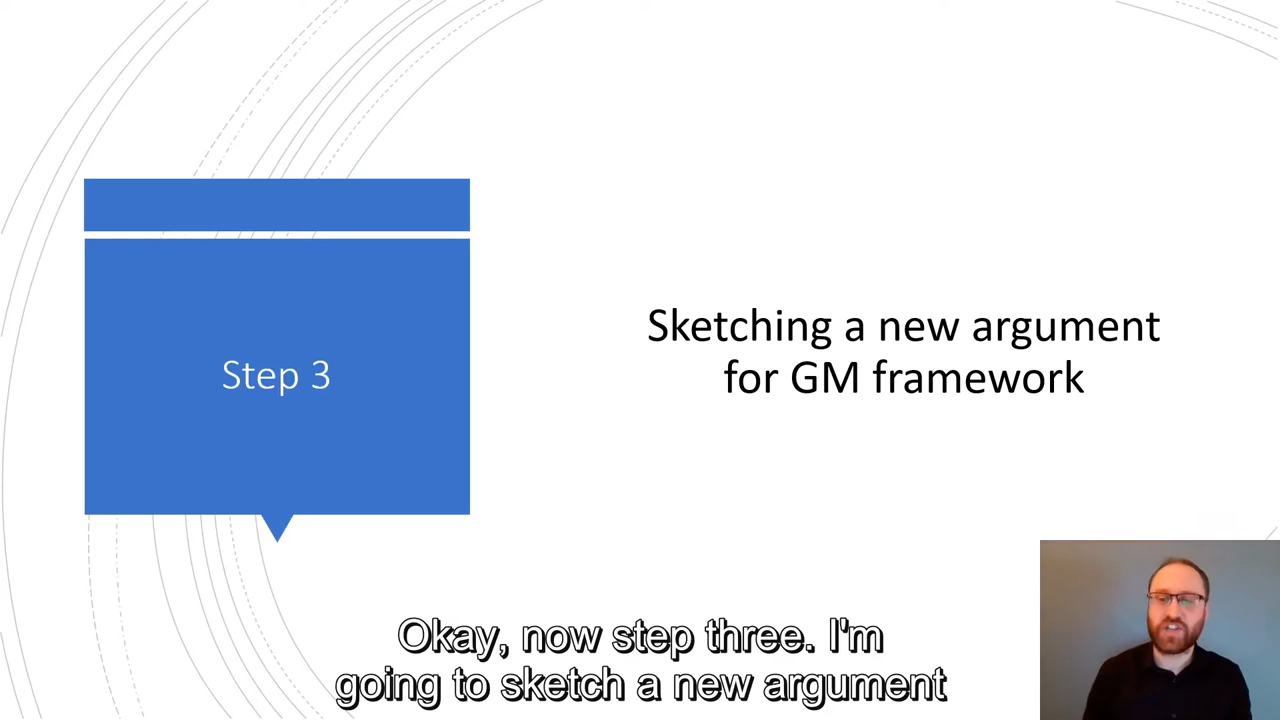 Step 3
Sketching a new argument
for GM framework
Okay, now step three. I'm
going to sketch a new argument